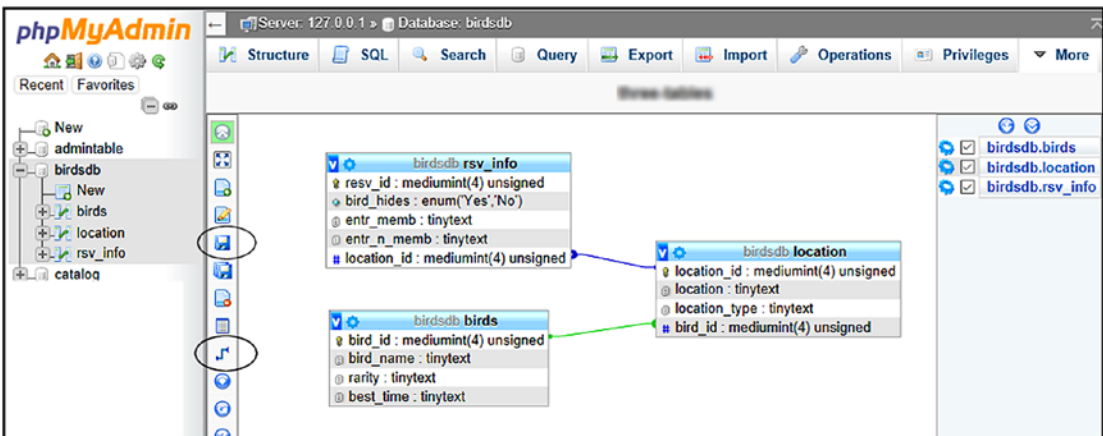 phpMyAdmin
Recent Favorites
New
admintable
birdsdb
New
birds
location
rsv_info
catalog
Server: 127.0.0.1 » Database: birdsdb
Structure SQL Search Query Export Import Operations Privileges More
three-tables
birdsdb rsv_info
resv_id : mediumint(4) unsigned
bird_hides : enum('Yes','No')
entr_memb : tinytext
entr_n_memb : tinytext
location_id : mediumint(4) unsigned
birdsdb location
location_id : mediumint(4) unsigned
location : tinytext
location_type : tinytext
bird_id : mediumint(4) unsigned
birdsdb birds
bird_id : mediumint(4) unsigned
bird_name : tinytext
rarity : tinytext
best_time : tinytext
birdsdb.birds
birdsdb.location
birdsdb.rsv_info